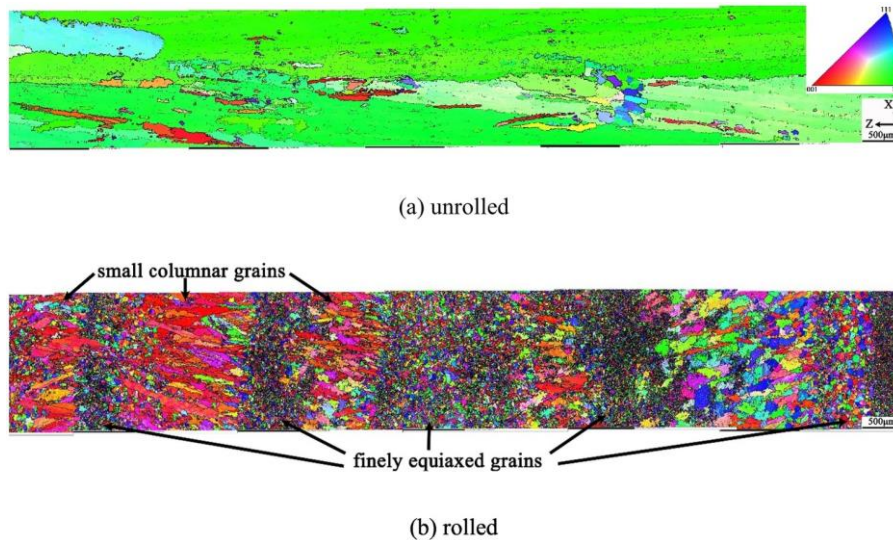 111
001
X
Z
500μm
(a) unrolled
small columnar grains
500μm
finely equiaxed grains
(b) rolled